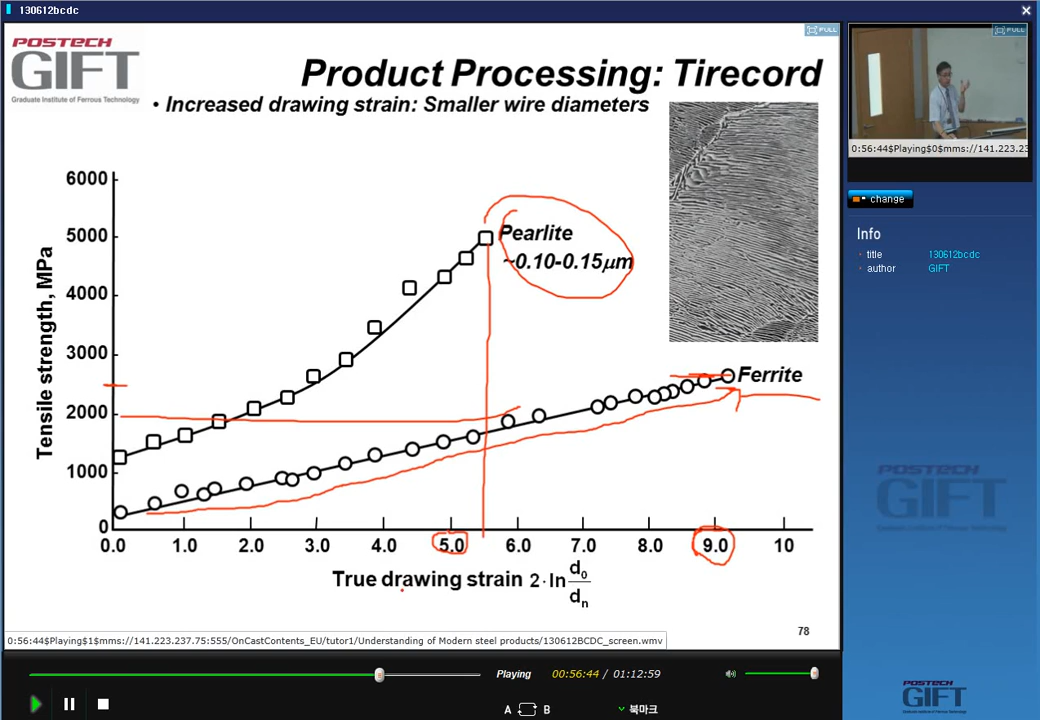 130612bcdc
POSTECH
GIFT
Graduate Institute of Ferrous Technology
Product Processing: Tirecord
• Increased drawing strain: Smaller wire diameters
FULL
FULL
0:56:44$Playing$0$mms://141.223.23
change
Info
title 130612bcdc
author GIFT
Tensile strength, MPa
6000
5000
4000
3000
2000
1000
0
Pearlite
~0.10-0.15μm
Ferrite
0.0 1.0 2.0 3.0 4.0 5.0 6.0 7.0 8.0 9.0 10
True drawing strain 2·ln d0/dn
78
0:56:44$Playing$1$mms://141.223.237.75:555/OnCastContents_EU/tutor1/Understanding of Modern steel products/130612BCDC_screen.wmv
Playing 00:56:44 / 01:12:59
A B 북마크
POSTECH
GIFT
POSTECH
GIFT